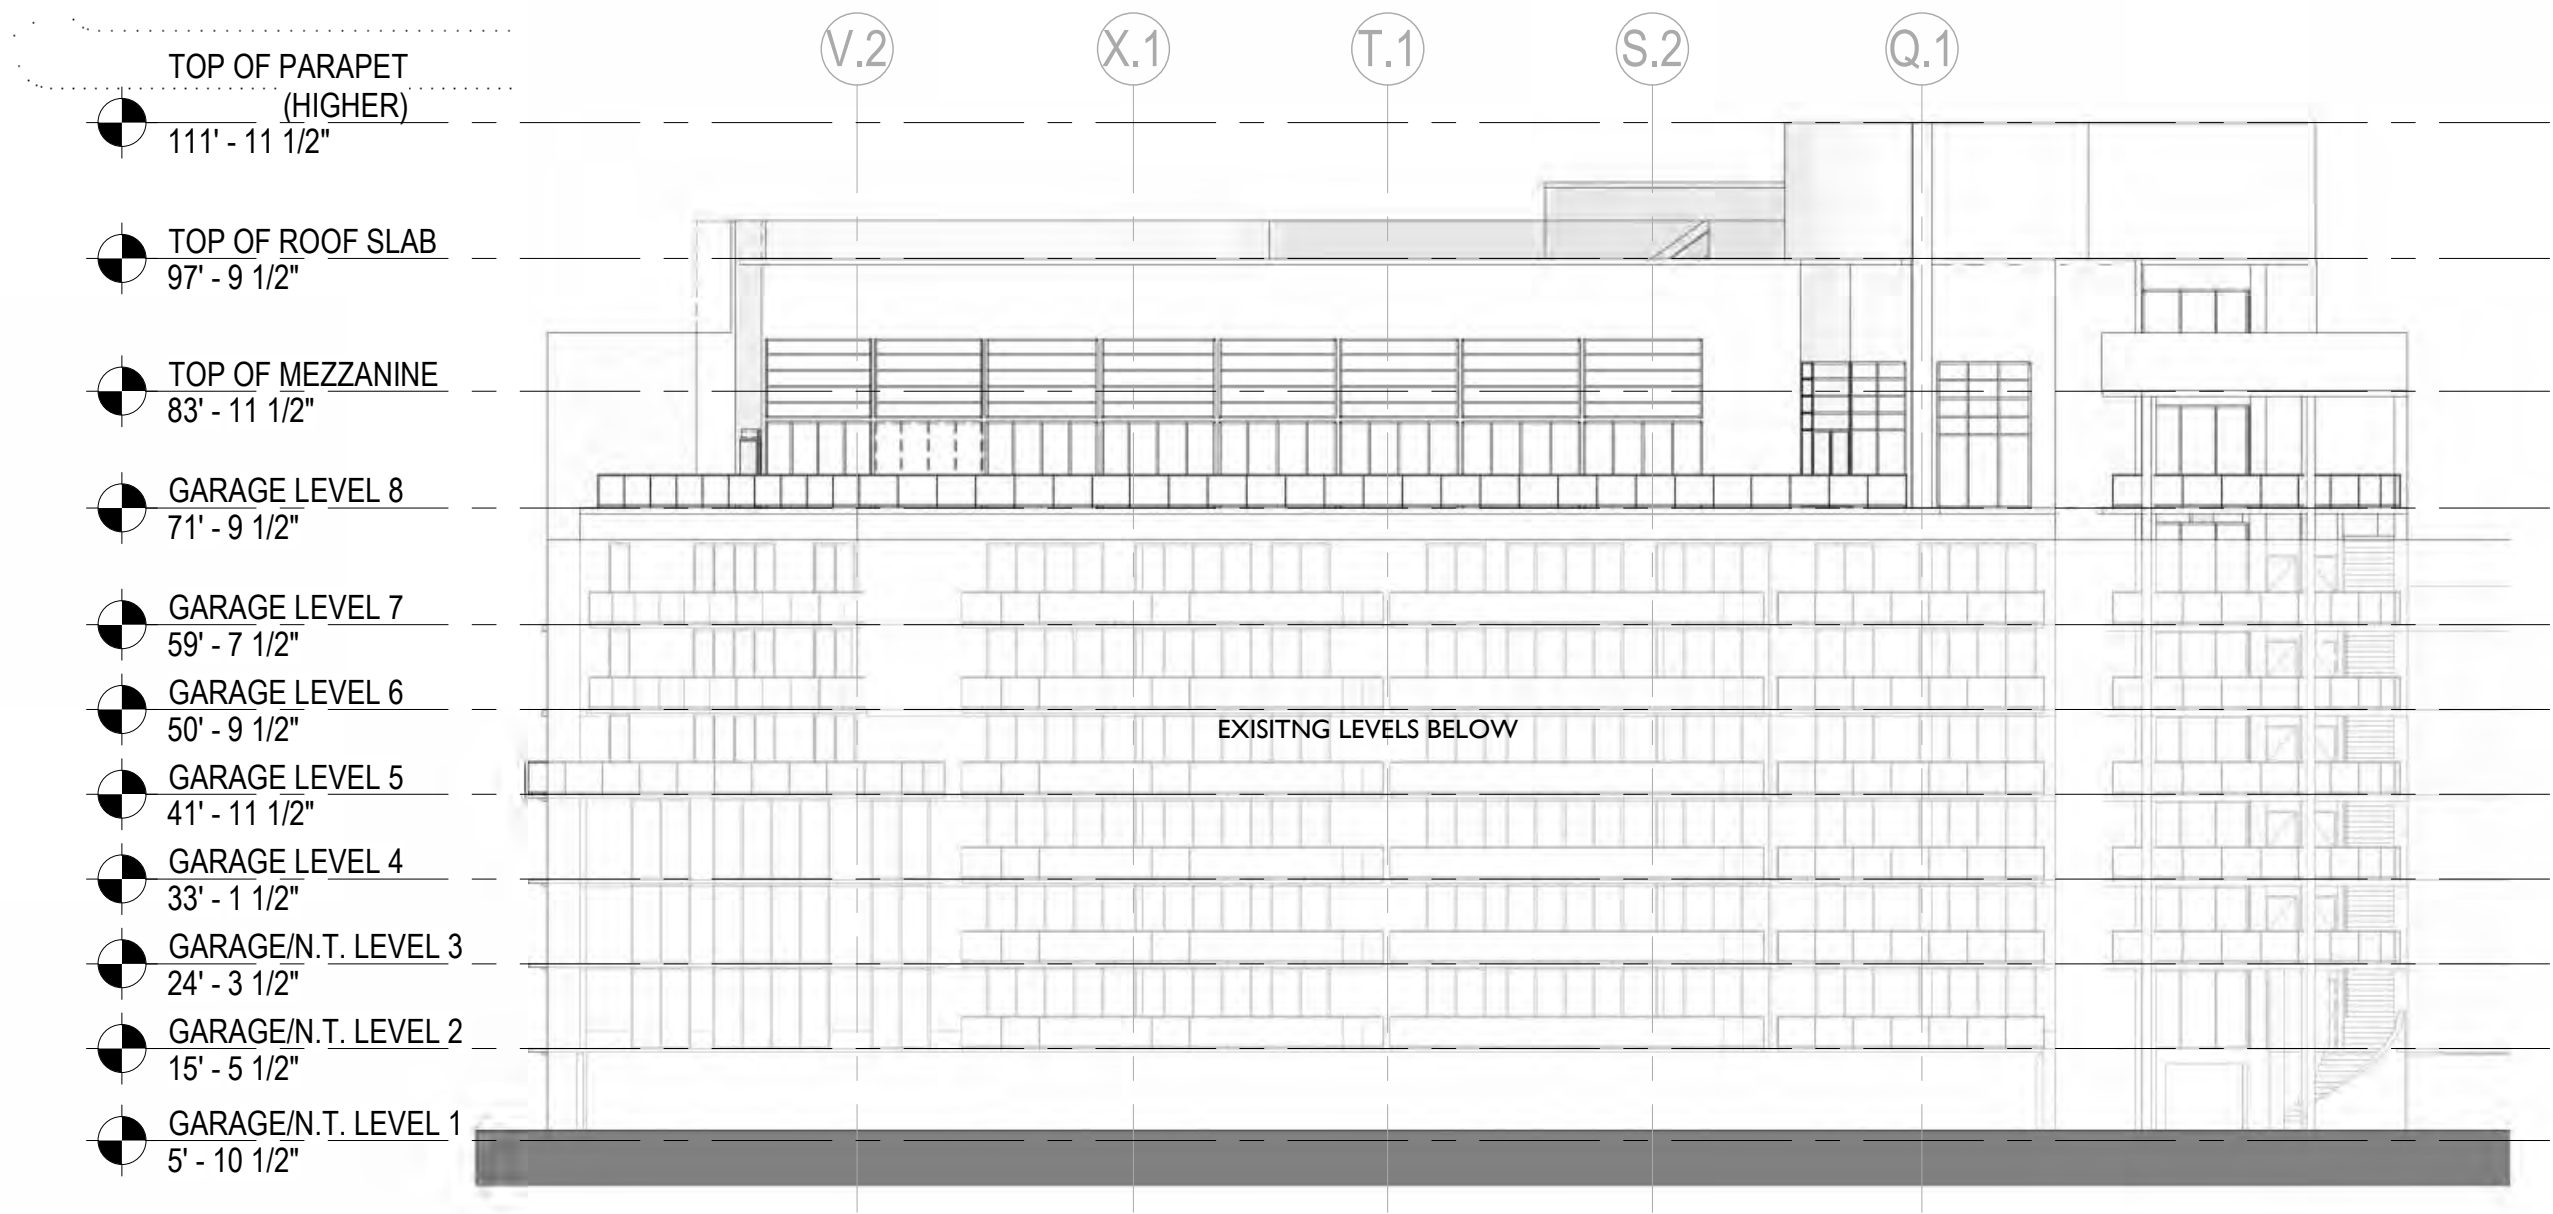 V.2
X.1
T.1
S.2
Q.1
TOP OF PARAPET
(HIGHER)
111' - 11 1/2"
TOP OF ROOF SLAB
97' - 9 1/2"
TOP OF MEZZANINE
83' - 11 1/2"
GARAGE LEVEL 8
71' - 9 1/2"
GARAGE LEVEL 7
59' - 7 1/2"
GARAGE LEVEL 6
50' - 9 1/2"
EXISITNG LEVELS BELOW
GARAGE LEVEL 5
41' - 11 1/2"
GARAGE LEVEL 4
33' - 1 1/2"
GARAGE/N.T. LEVEL 3
24' - 3 1/2"
GARAGE/N.T. LEVEL 2
15' - 5 1/2"
GARAGE/N.T. LEVEL 1
5' - 10 1/2"